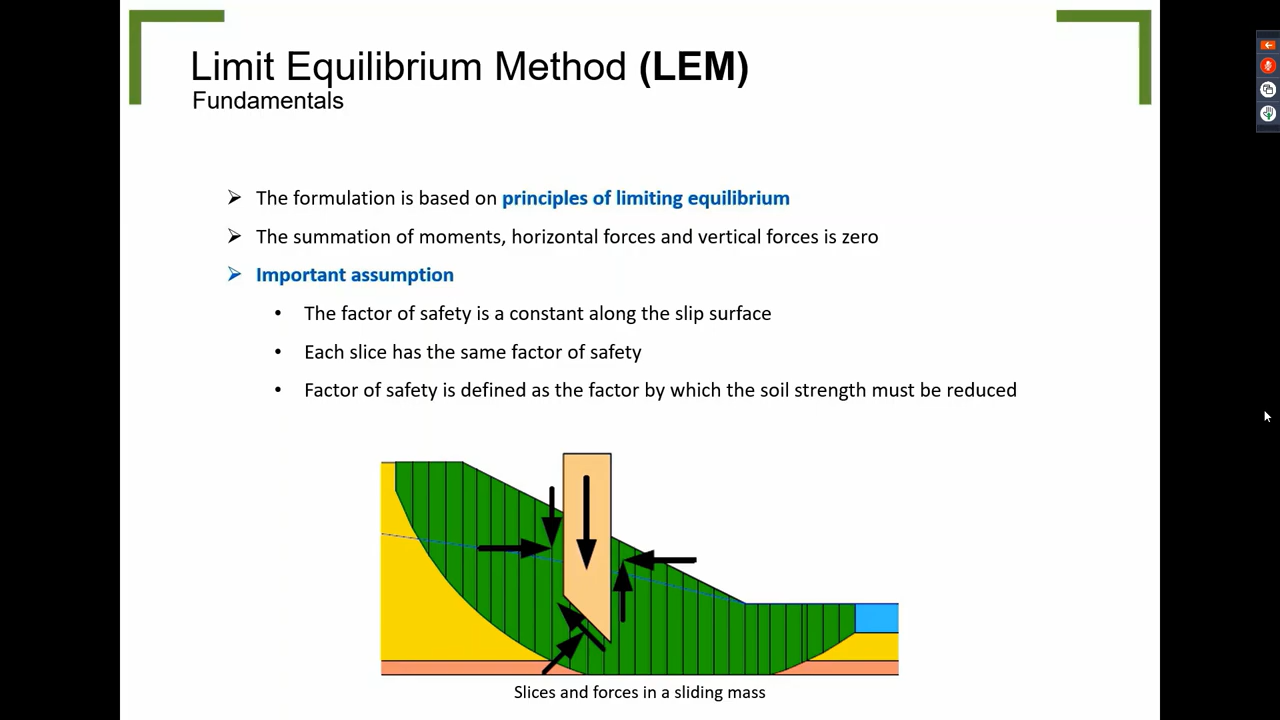 Limit Equilibrium Method (LEM)
Fundamentals
The formulation is based on principles of limiting equilibrium
The summation of moments, horizontal forces and vertical forces is zero
Important assumption
The factor of safety is a constant along the slip surface
Each slice has the same factor of safety
Factor of safety is defined as the factor by which the soil strength must be reduced
Slices and forces in a sliding mass